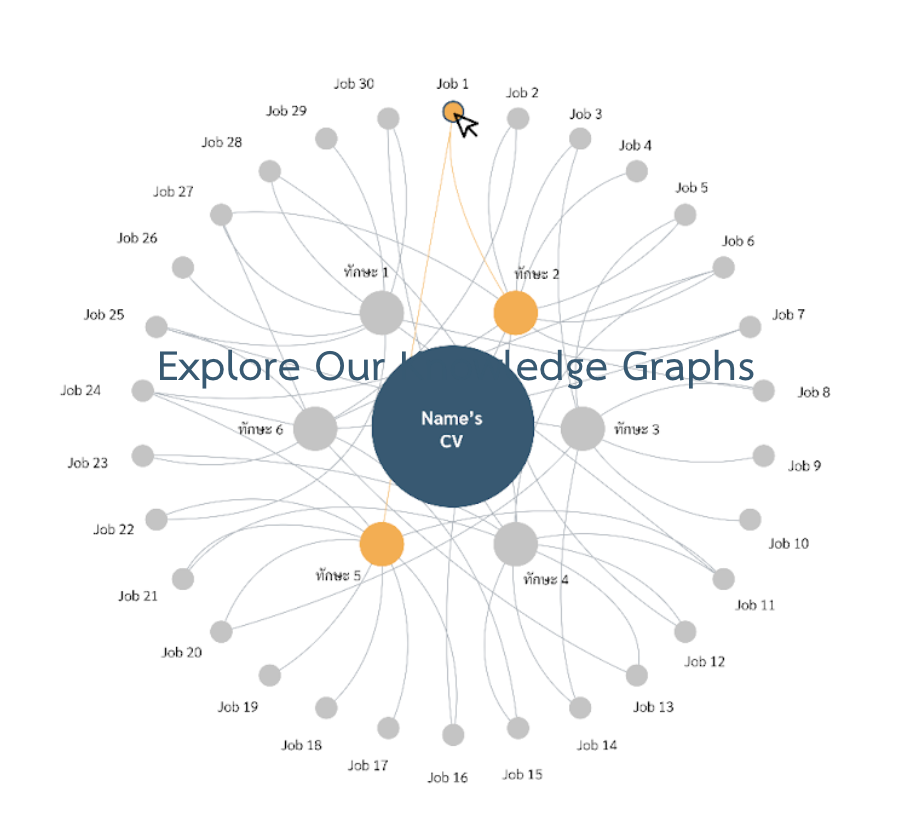 Job 30
Job 1
Job 2
Job 29
Job 3
Job 28
Job 4
Job 27
Job 5
Job 26
Job 6
ทักษะ 1
ทักษะ 2
Job 25
Job 7
Explore Our Knowledge Graphs
Job 24
Job 8
Name's
CV
ทักษะ 6
ทักษะ 3
Job 23
Job 9
Job 22
Job 10
ทักษะ 5
ทักษะ 4
Job 21
Job 11
Job 20
Job 12
Job 19
Job 13
Job 18
Job 14
Job 17
Job 16
Job 15